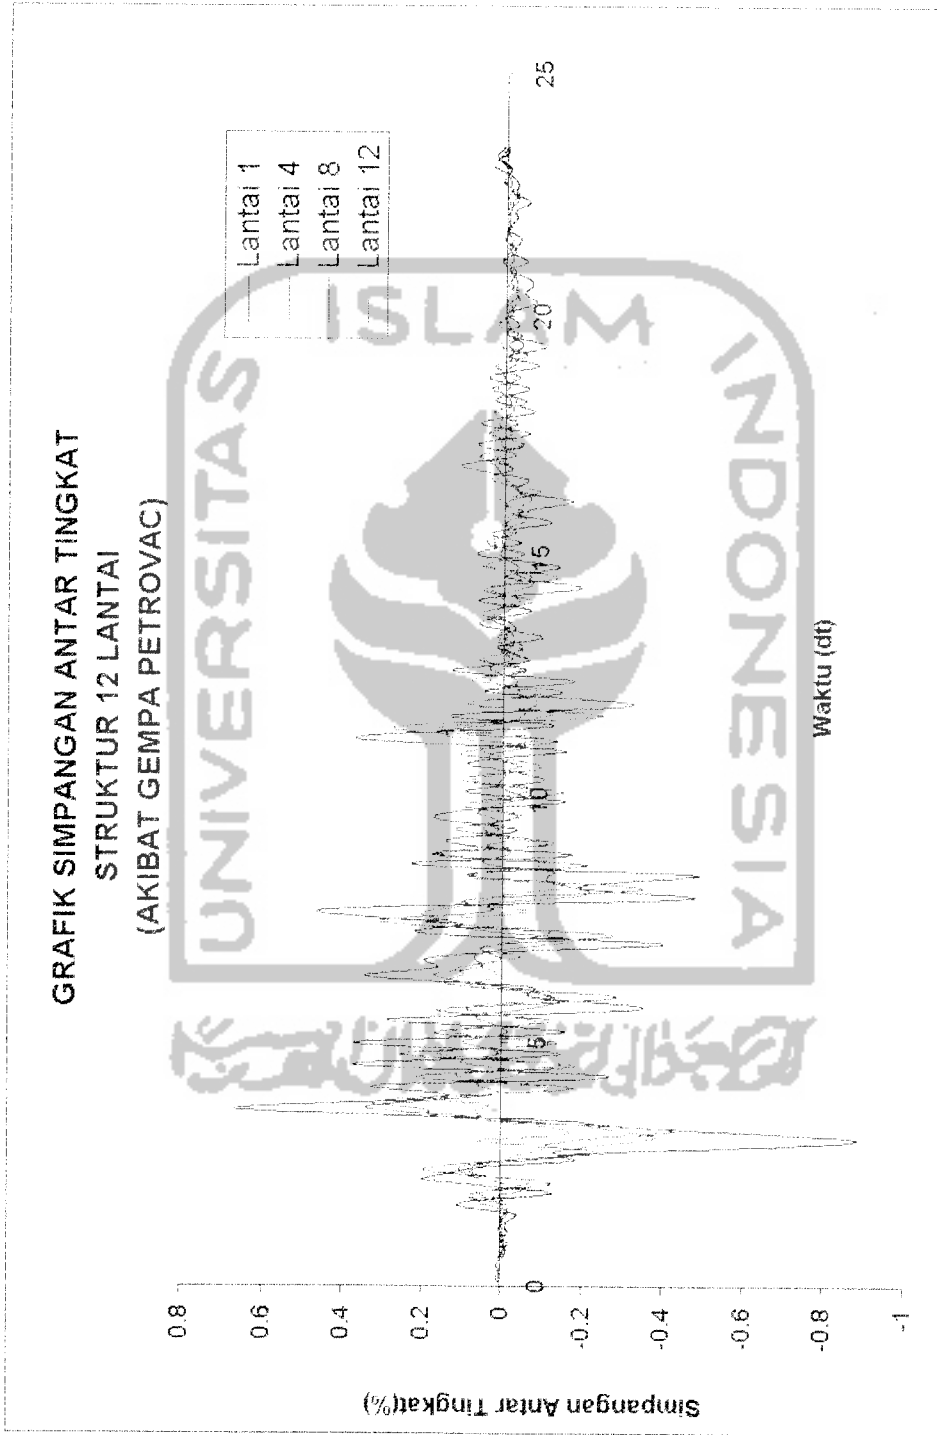 GRAFIK SIMPANGAN ANTAR TINGKAT
STRUKTUR 12 LANTAI
(AKIBAT GEMPA PETROVAC)
Lantai 1
Lantai 4
Lantai 8
Lantai 12
Simpangan Antar Tingkat(%)
0.8
0.6
0.4
0.2
0
-0.2
-0.4
-0.6
-0.8
-1
0
5
10
15
20
25
Waktu (dt)
UNIVERSITAS
ISLAM
INDONESIA